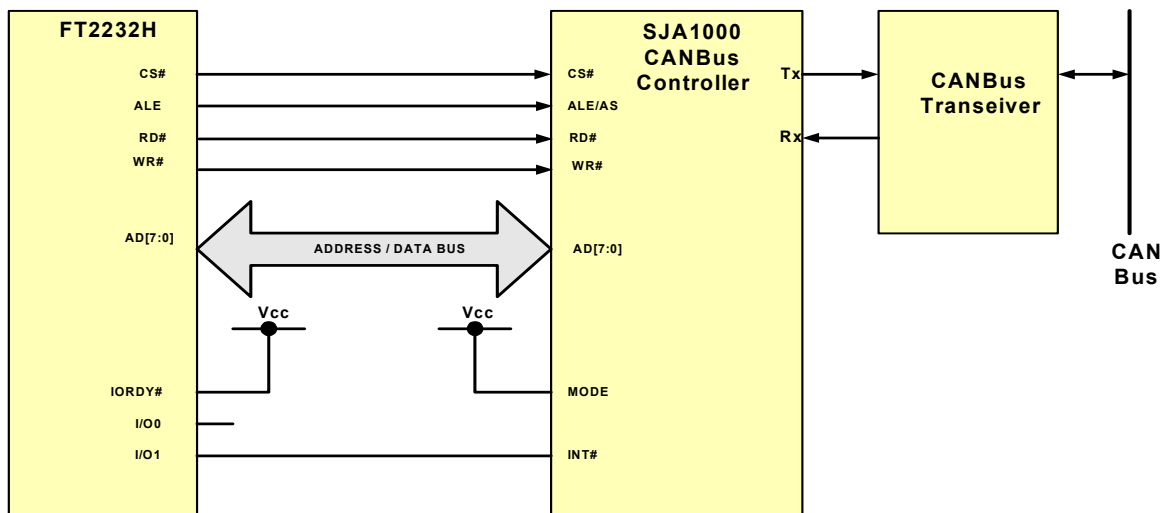 FT2232H
CS#
ALE
RD#
WR#
AD[7:0]
IORDY#
I/O0
I/O1
ADDRESS / DATA BUS
Vcc
Vcc
SJA1000
CANBus
Controller
CS#
ALE/AS
RD#
WR#
AD[7:0]
MODE
INT#
Tx
Rx
CANBus
Transeiver
CAN
Bus